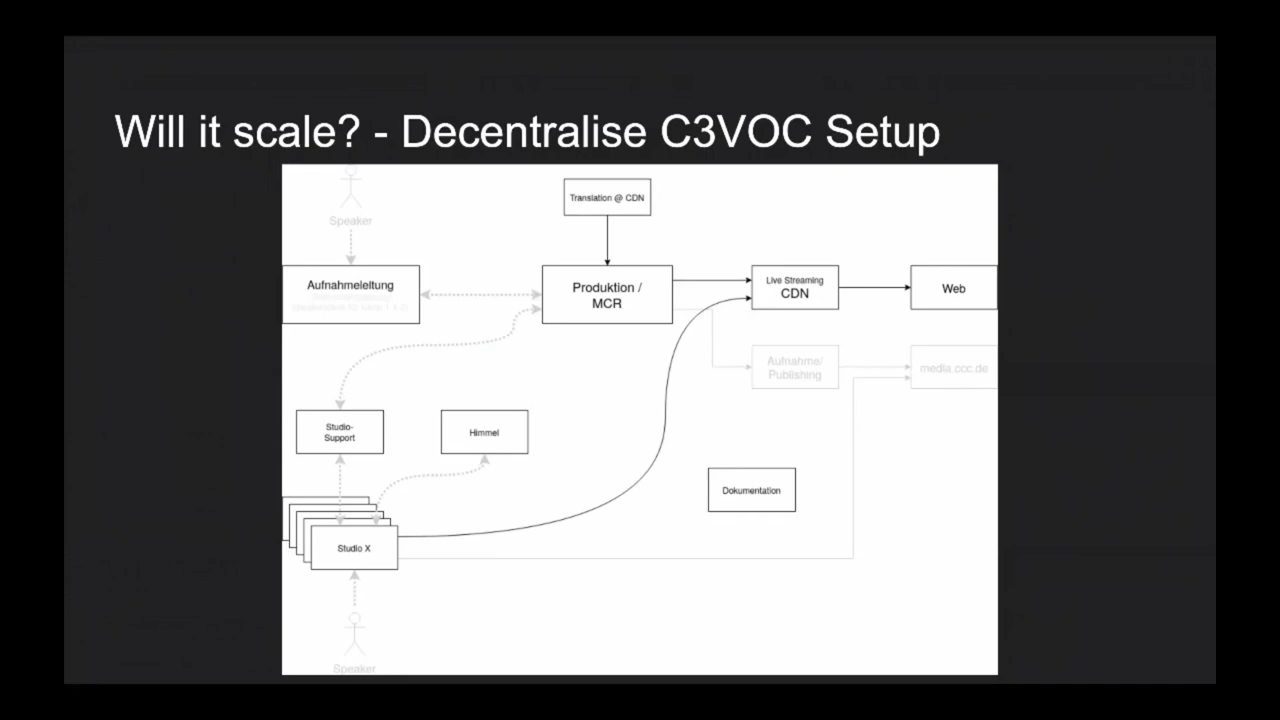 Will it scale? - Decentralise C3VOC Setup
Speaker
Translation @ CDN
Aufnahmeleitung
Produktion /
MCR
Live Streaming
CDN
Web
Aufnahme/
Publishing
media.ccc.de
Studio-
Support
Himmel
Dokumentation
Studio X
Speaker